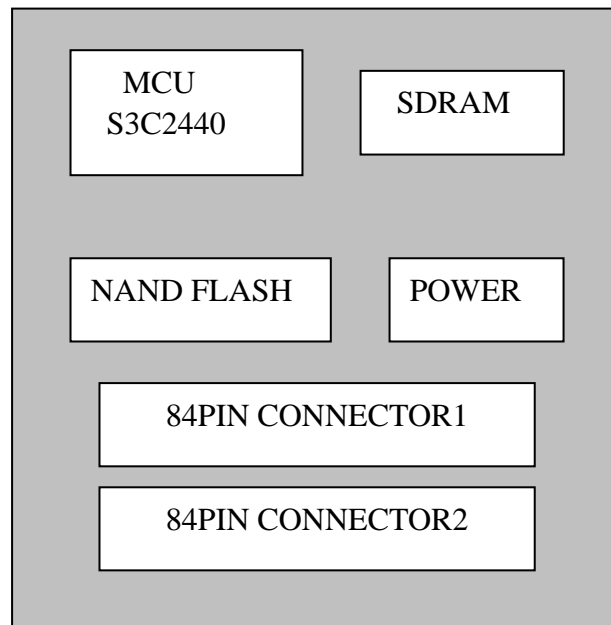 MCU
S3C2440
SDRAM
NAND FLASH
POWER
84PIN CONNECTOR1
84PIN CONNECTOR2